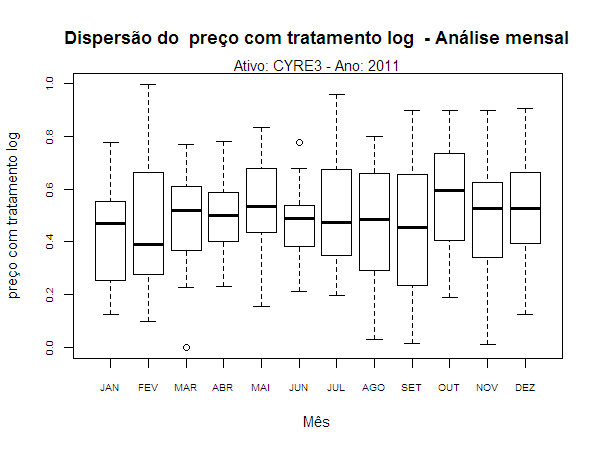 Dispersão do  preço com tratamento log  - Análise mensal
Ativo: CYRE3 - Ano: 2011
preço com tratamento log
1.0
0.8
0.6
0.4
0.2
0.0
JAN FEV MAR ABR MAI JUN JUL AGO SET OUT NOV DEZ
Mês